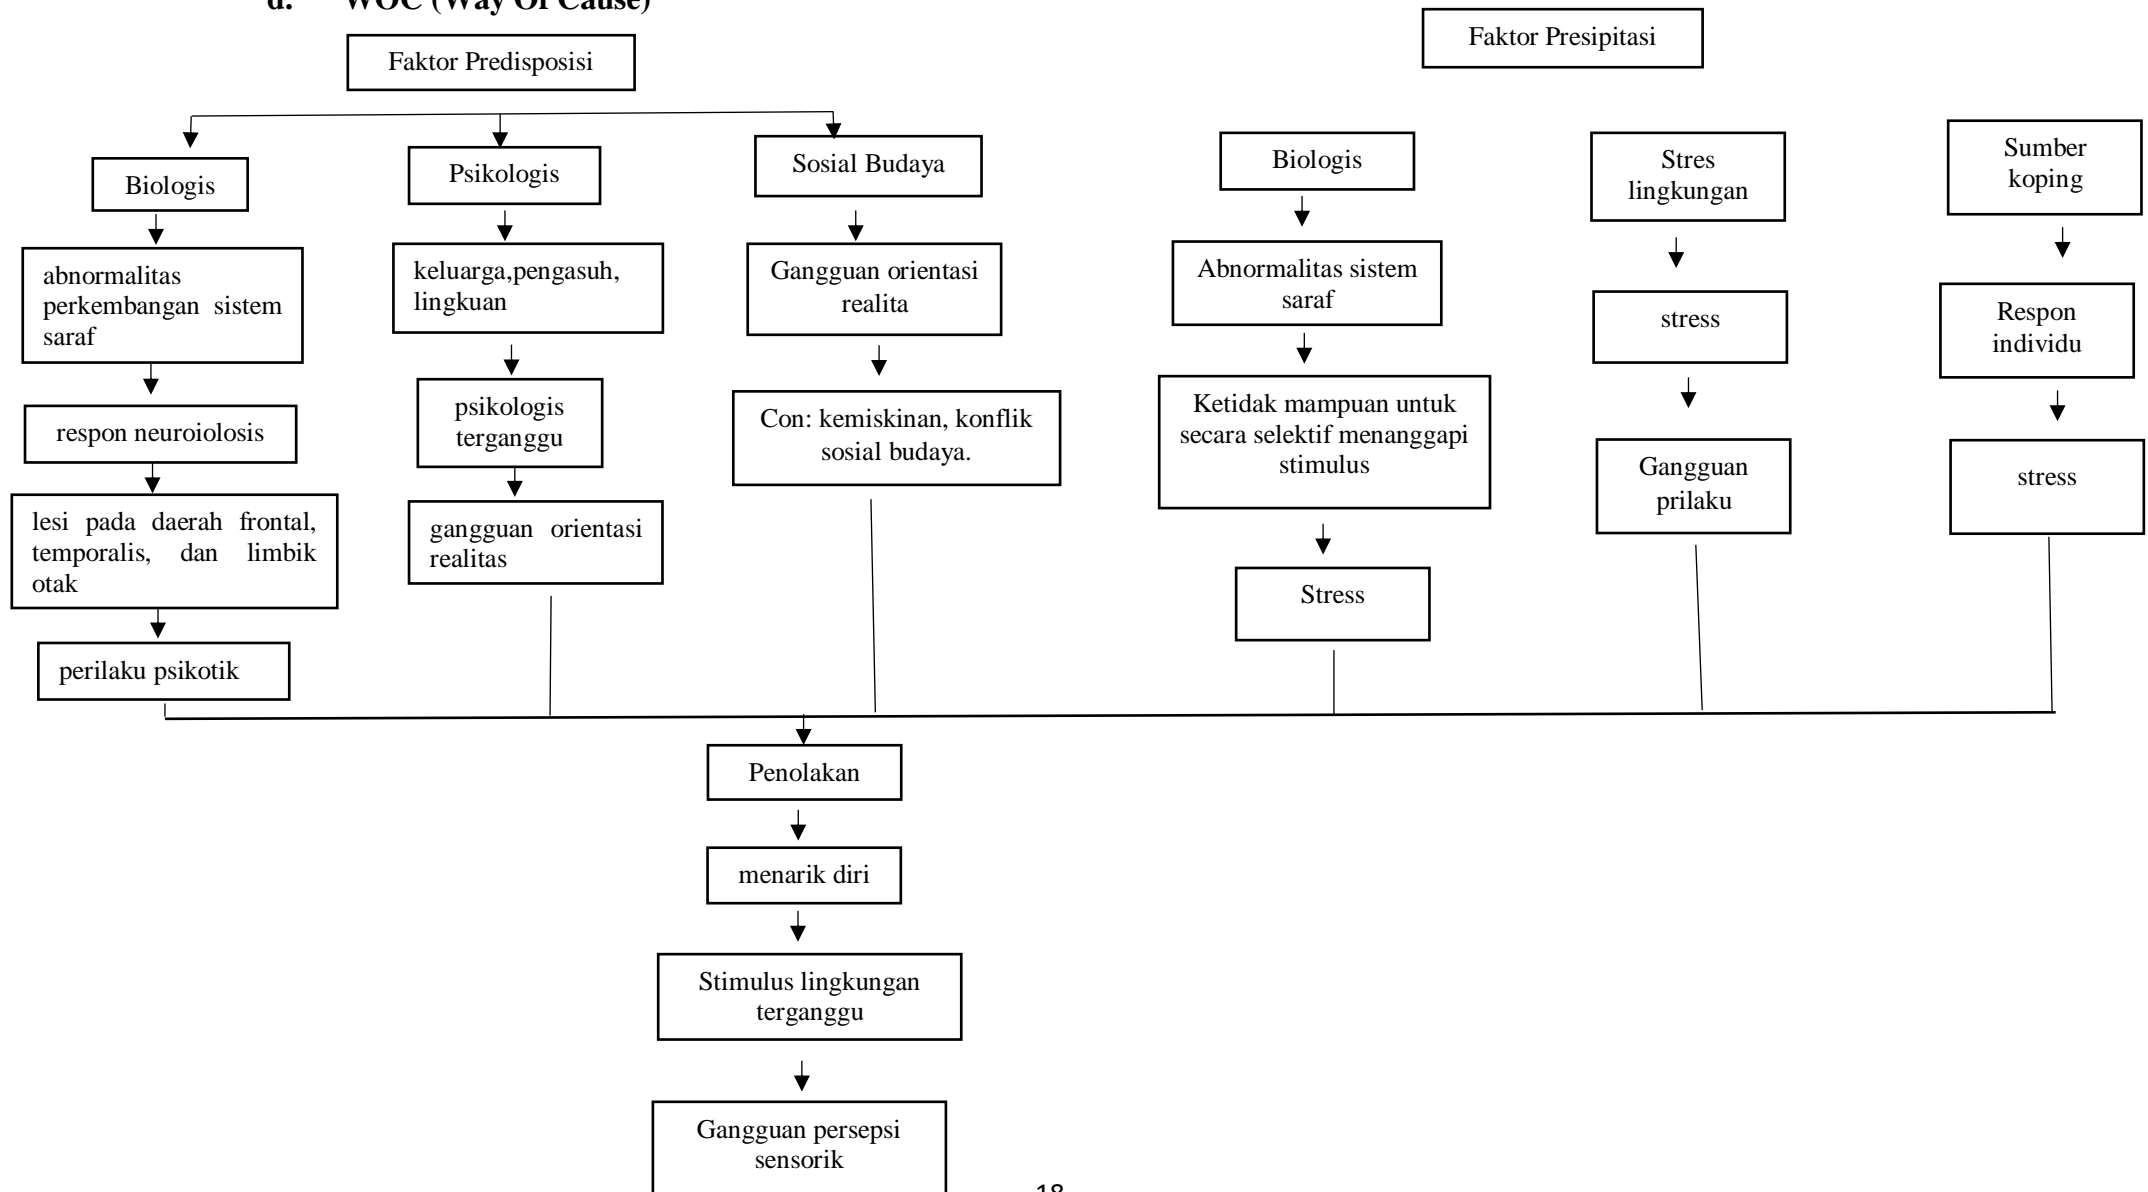 d. WOC (Way Of Cause)
Faktor Predisposisi
Faktor Presipitasi
Biologis
Psikologis
Sosial Budaya
Biologis
Stres
lingkungan
Sumber
koping
abnormalitas
perkembangan sistem
saraf
keluarga,pengasuh,
lingkuan
Gangguan orientasi
realita
Abnormalitas sistem
saraf
stress
Respon
individu
respon neuroiolosis
psikologis
terganggu
Con: kemiskinan, konflik
sosial budaya.
Ketidak mampuan untuk
secara selektif menanggapi
stimulus
Gangguan
prilaku
stress
lesi pada daerah frontal,
temporalis, dan limbik
otak
gangguan orientasi
realitas
Stress
perilaku psikotik
Penolakan
menarik diri
Stimulus lingkungan
terganggu
Gangguan persepsi
sensorik
18